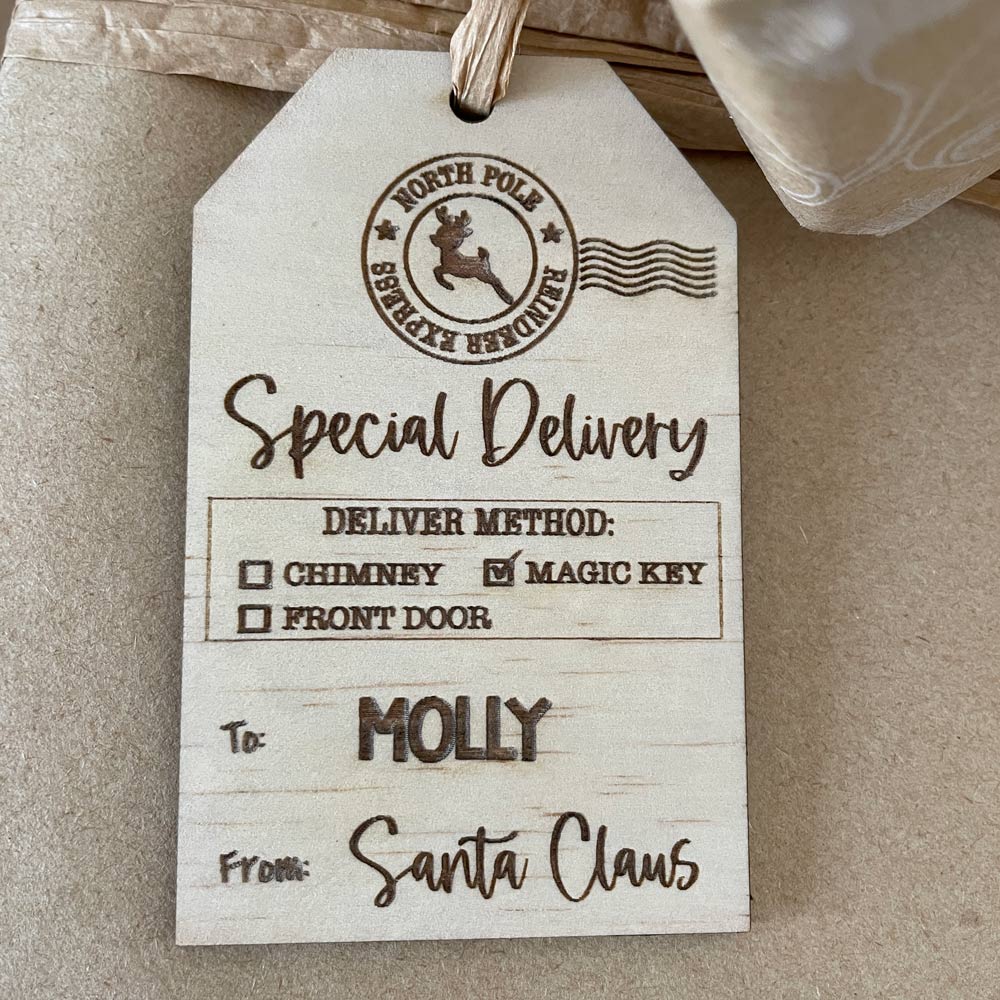 NORTH POLE
REINDEER EXPRESS
Special Delivery
DELIVER METHOD:
CHIMNEY MAGIC KEY
FRONT DOOR
To: MOLLY
From: Santa Claus